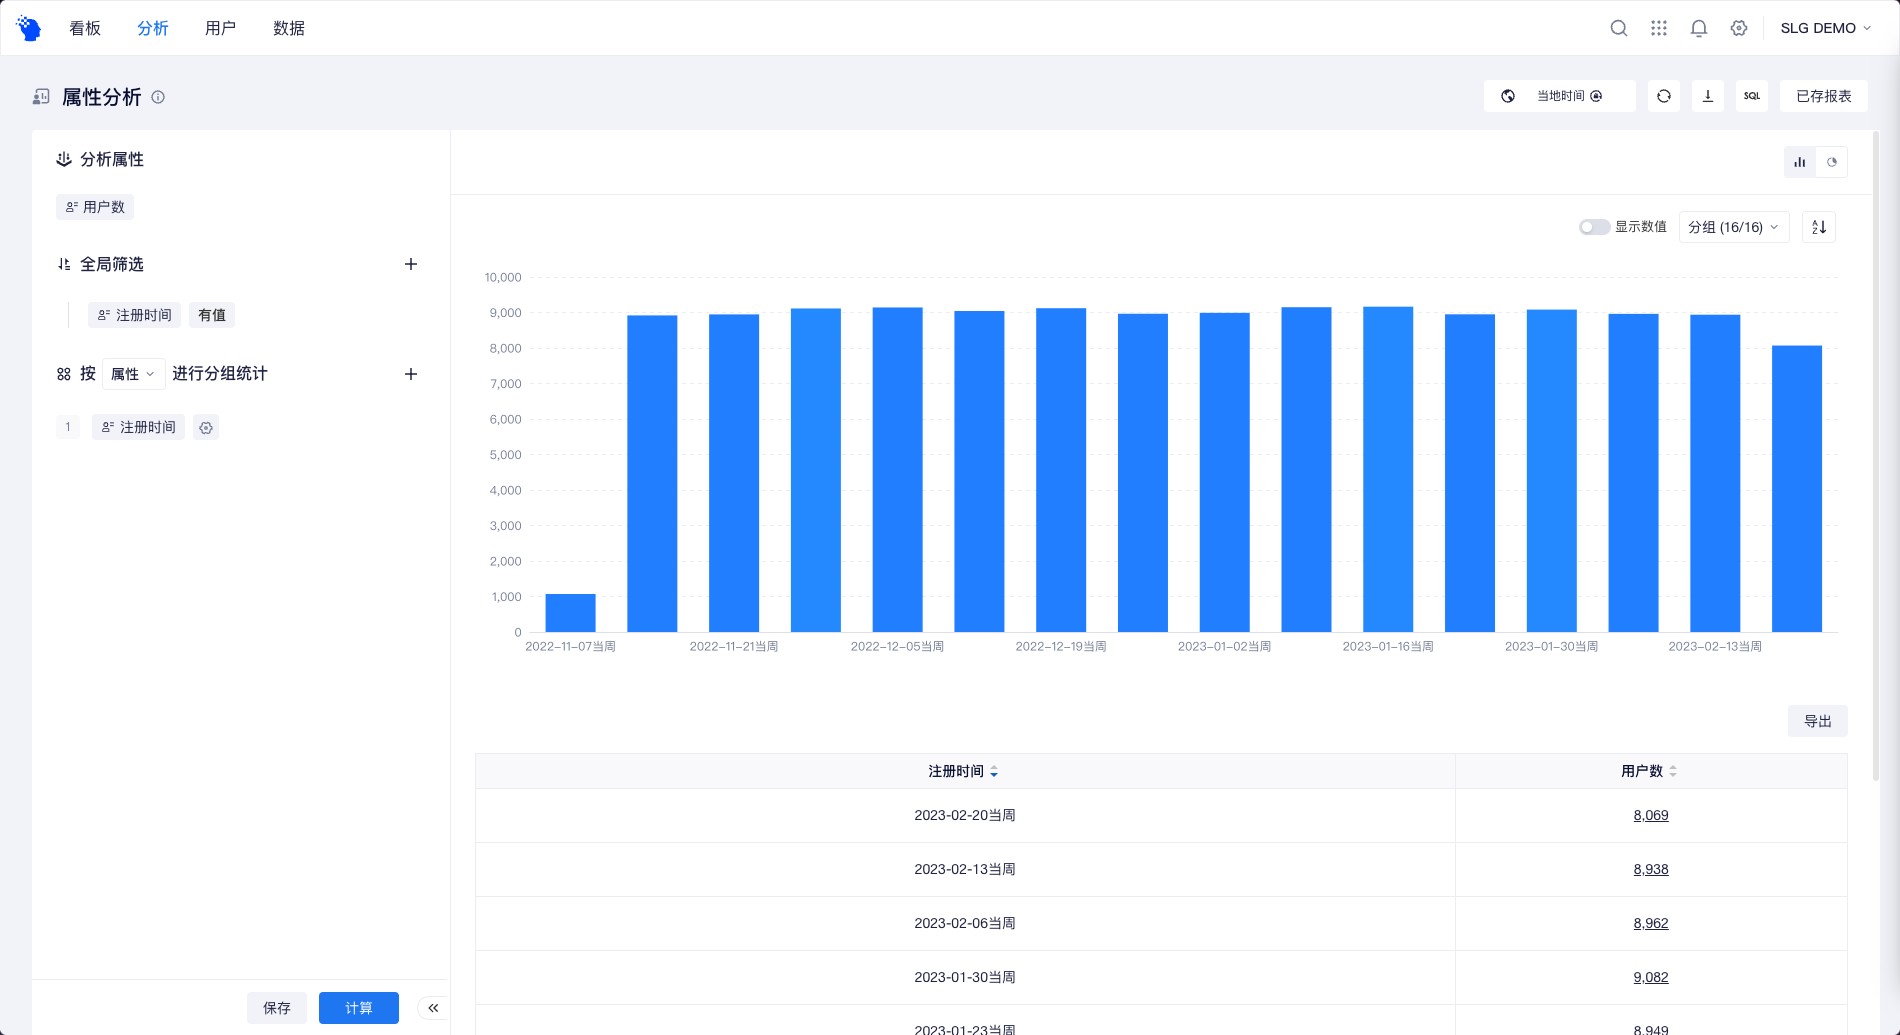 看板 分析 用户 数据 SLG DEMO
属性分析 当地时间 SQL 已存报表
分析属性
用户数
全局筛选
注册时间 有值
按 属性 进行分组统计
1 注册时间
保存 计算
显示数值 分组 (16/16) A Z
10,000
9,000
8,000
7,000
6,000
5,000
4,000
3,000
2,000
1,000
0
2022-11-07当周 2022-11-21当周 2022-12-05当周 2022-12-19当周 2023-01-02当周 2023-01-16当周 2023-01-30当周 2023-02-13当周
导出
注册时间 用户数
2023-02-20当周 8,069
2023-02-13当周 8,938
2023-02-06当周 8,962
2023-01-30当周 9,082
2023-01-23当周 8,949